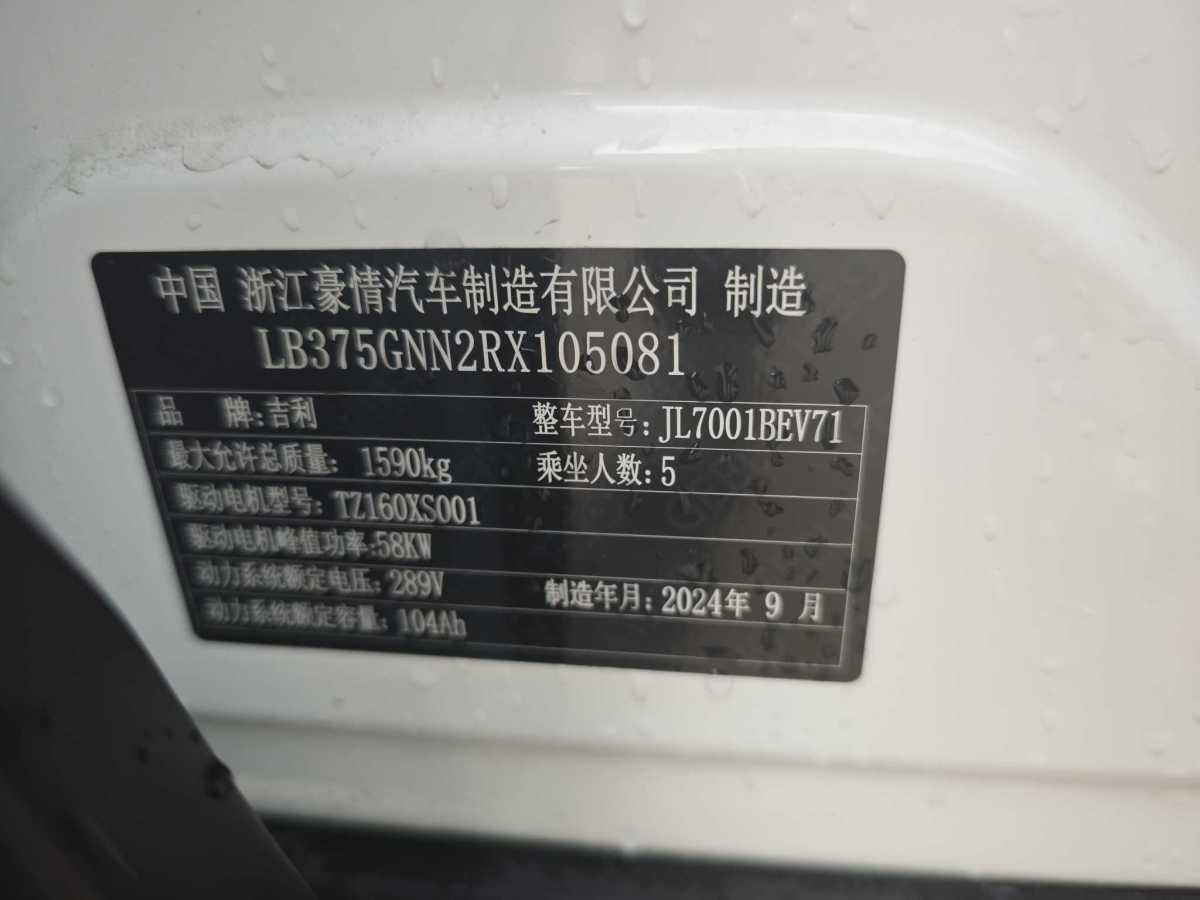 中国 浙江豪情汽车制造有限公司 制造
LB375GNN2RX105081
品 牌:吉利 整车型号:JL7001BEV71
最大允许总质量: 1590kg 乘坐人数:5
驱动电机型号:TZ160XS001
驱动电机峰值功率:58KW
动力系统额定电压: 289V 制造年月:2024年 9 月
动力系统额定容量: 104Ah